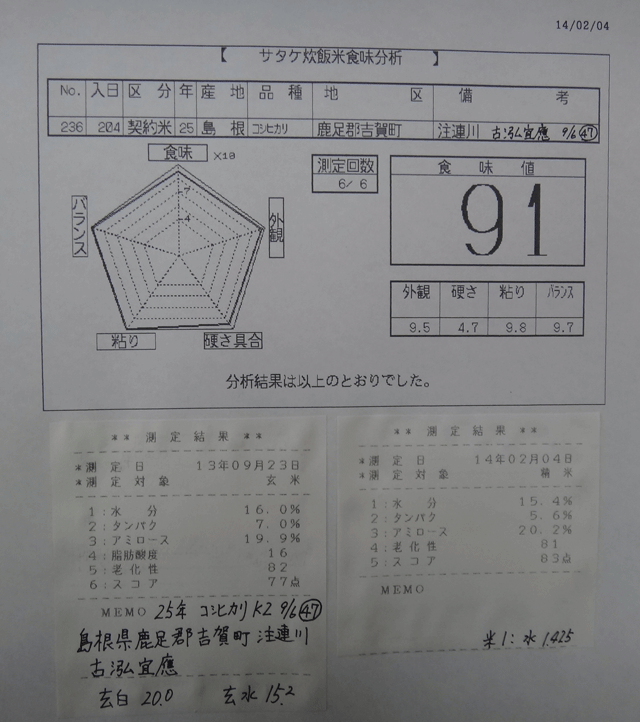 14/02/04
【 サタケ炊飯米食味分析 】
No. 入日 区分 年 産地 品種 地区 備考
236 204 契約米 25 島根 コシヒカリ 鹿足郡吉賀町 注連川 古泓宜應 9/6 ㊼
食味 X10
7
4
バランス
外観
粘り
硬さ具合
測定回数
6/ 6
食味値
91
外観 硬さ 粘り バランス
9.5 4.7 9.8 9.7
分析結果は以上のとおりでした。
** 測定結果 **
*測定日 13年09月23日
*測定対象 玄米
1:水分 16.0%
2:タンパク 7.0%
3:アミロース 19.9%
4:脂肪酸度 16
5:老化性 82
6:スコア 77点
MEMO 25年 コシヒカリ K2 9/6 ㊼
島根県鹿足郡吉賀町 注連川
古泓宜應
玄白 20.0 玄水 15.2
** 測定結果 **
*測定日 14年02月04日
*測定対象 精米
1:水分 15.4%
2:タンパク 5.6%
3:アミロース 20.2%
4:老化性 81
5:スコア 83点
MEMO
米1:水 1.425